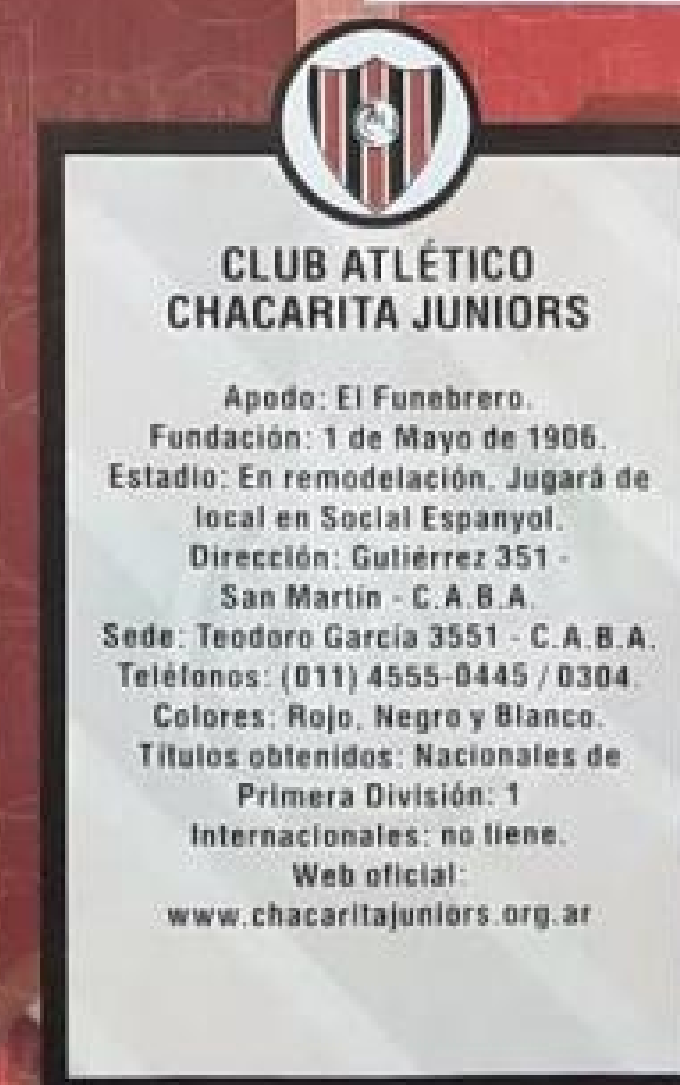 CLUB ATLÉTICO
CHACARITA JUNIORS
Apodo: El Funebrero.
Fundación: 1 de Mayo de 1906.
Estadio: En remodelación. Jugará de
local en Social Espanyol.
Dirección: Gutiérrez 351 -
San Martín - C.A.B.A.
Sede: Teodoro García 3551 - C.A.B.A.
Teléfonos: (011) 4555-0445 / 0304.
Colores: Rojo, Negro y Blanco.
Títulos obtenidos: Nacionales de
Primera División: 1
Internacionales: no tiene.
Web oficial:
www.chacaritajuniors.org.ar